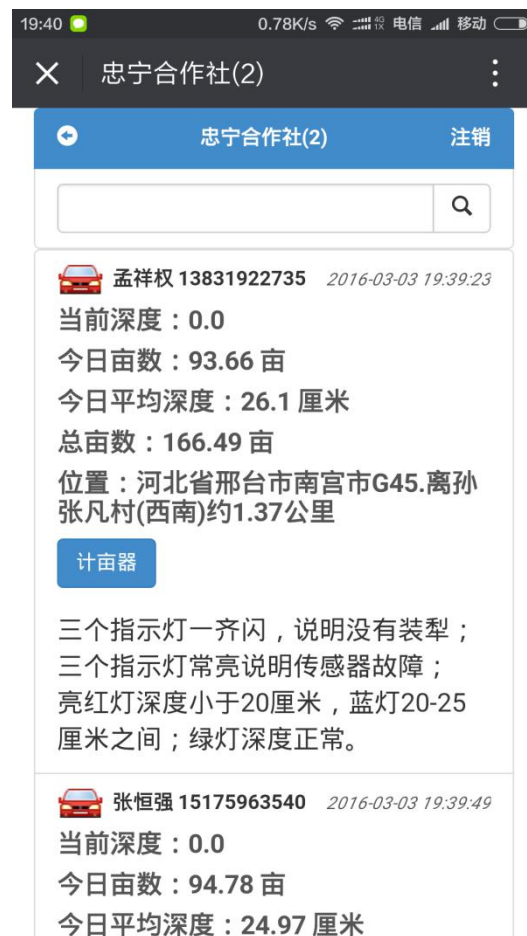 19:40 0.78K/s 4G 1X 电信 移动
忠宁合作社(2)
忠宁合作社(2) 注销
孟祥权 13831922735 2016-03-03 19:39:23
当前深度：0.0
今日亩数：93.66 亩
今日平均深度：26.1 厘米
总亩数：166.49 亩
位置：河北省邢台市南宫市G45.离孙
张凡村(西南)约1.37公里
计亩器
三个指示灯一齐闪，说明没有装犁；
三个指示灯常亮说明传感器故障；
亮红灯深度小于20厘米，蓝灯20-25
厘米之间；绿灯深度正常。
张恒强 15175963540 2016-03-03 19:39:49
当前深度：0.0
今日亩数：94.78 亩
今日平均深度：24.97 厘米